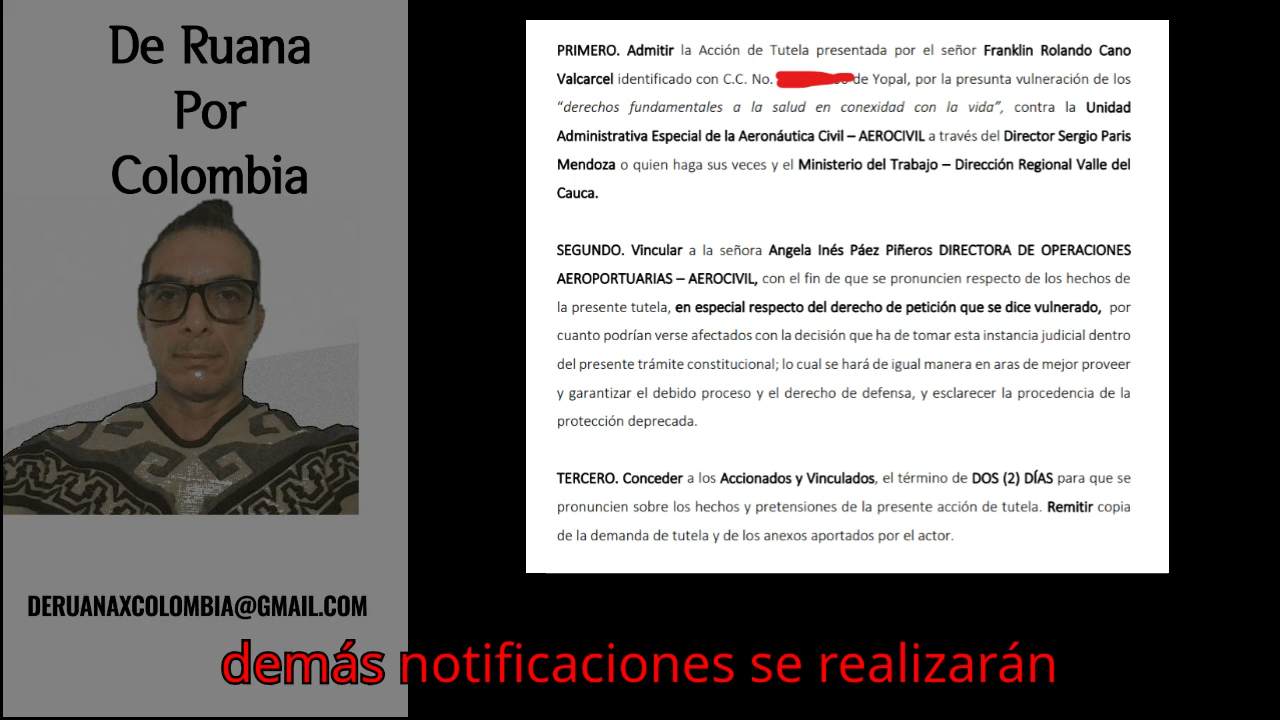 De Ruana
Por
Colombia
DERUANAXCOLOMBIA@GMAIL.COM
PRIMERO. Admitir la Acción de Tutela presentada por el señor Franklin Rolando Cano
Valcarcel identificado con C.C. No. de Yopal, por la presunta vulneración de los
“derechos fundamentales a la salud en conexidad con la vida”, contra la Unidad
Administrativa Especial de la Aeronáutica Civil – AEROCIVIL a través del Director Sergio Paris
Mendoza o quien haga sus veces y el Ministerio del Trabajo – Dirección Regional Valle del
Cauca.
SEGUNDO. Vincular a la señora Angela Inés Páez Piñeros DIRECTORA DE OPERACIONES
AEROPORTUARIAS – AEROCIVIL, con el fin de que se pronuncien respecto de los hechos de
la presente tutela, en especial respecto del derecho de petición que se dice vulnerado, por
cuanto podrían verse afectados con la decisión que ha de tomar esta instancia judicial dentro
del presente trámite constitucional; lo cual se hará de igual manera en aras de mejor proveer
y garantizar el debido proceso y el derecho de defensa, y esclarecer la procedencia de la
protección deprecada.
TERCERO. Conceder a los Accionados y Vinculados, el término de DOS (2) DÍAS para que se
pronuncien sobre los hechos y pretensiones de la presente acción de tutela. Remitir copia
de la demanda de tutela y de los anexos aportados por el actor.
demás notificaciones se realizarán